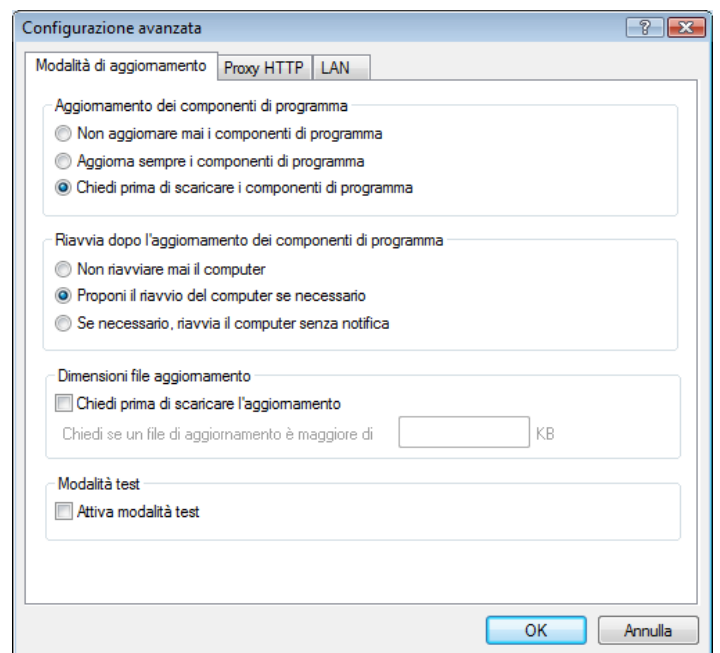 Configurazione avanzata
Modalità di aggiornamento
Proxy HTTP
LAN
Aggiornamento dei componenti di programma
Non aggiornare mai i componenti di programma
Aggiorna sempre i componenti di programma
Chiedi prima di scaricare i componenti di programma
Riavvia dopo l'aggiornamento dei componenti di programma
Non riavviare mai il computer
Proponi il riavvio del computer se necessario
Se necessario, riavvia il computer senza notifica
Dimensioni file aggiornamento
Chiedi prima di scaricare l'aggiornamento
Chiedi se un file di aggiornamento è maggiore di KB
Modalità test
Attiva modalità test
OK
Annulla